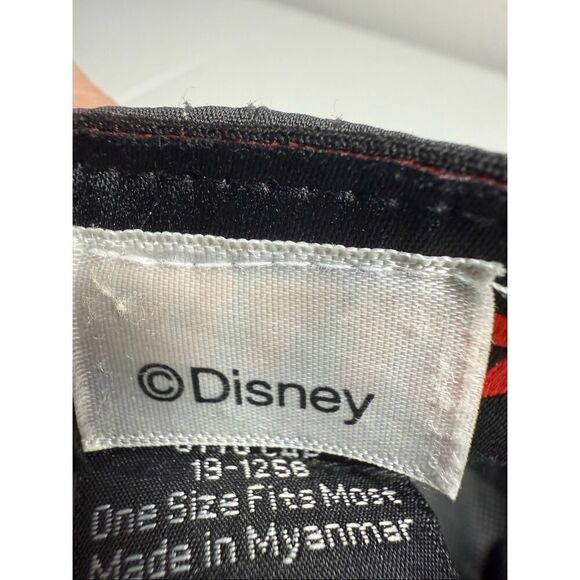 ©Disney
19-1256
One Size Fits Most
Made in Myanmar